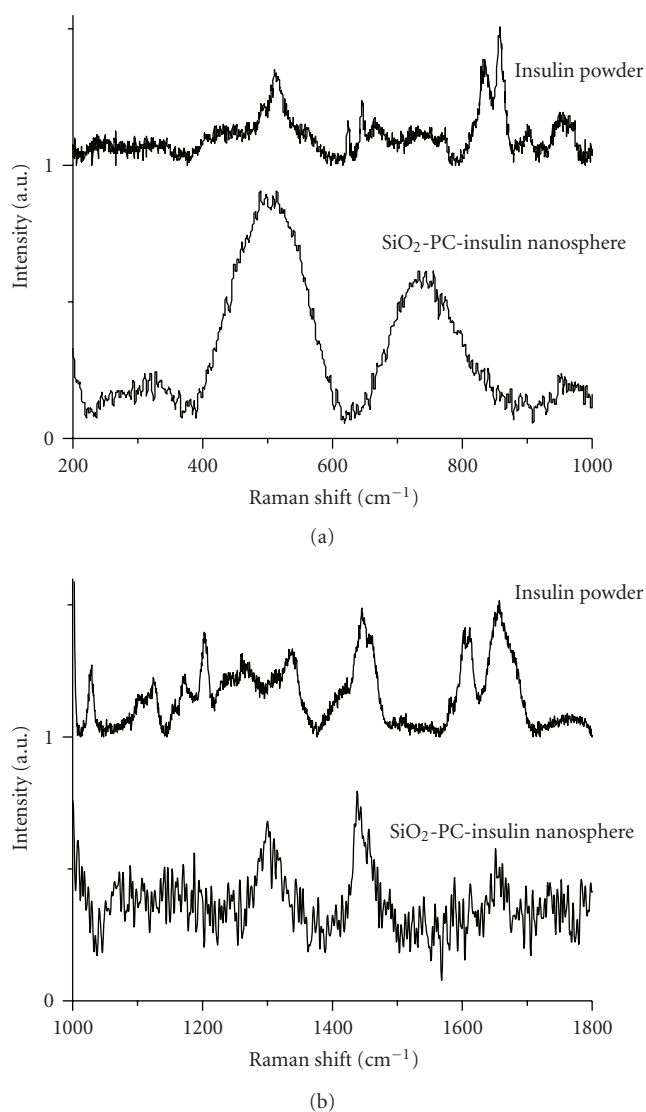 Insulin powder
1
SiO₂-PC-insulin nanosphere
Intensity (a.u.)
0
200 400 600 800 1000
Raman shift (cm⁻¹)
(a)
Insulin powder
1
SiO₂-PC-insulin nanosphere
Intensity (a.u.)
0
1000 1200 1400 1600 1800
Raman shift (cm⁻¹)
(b)